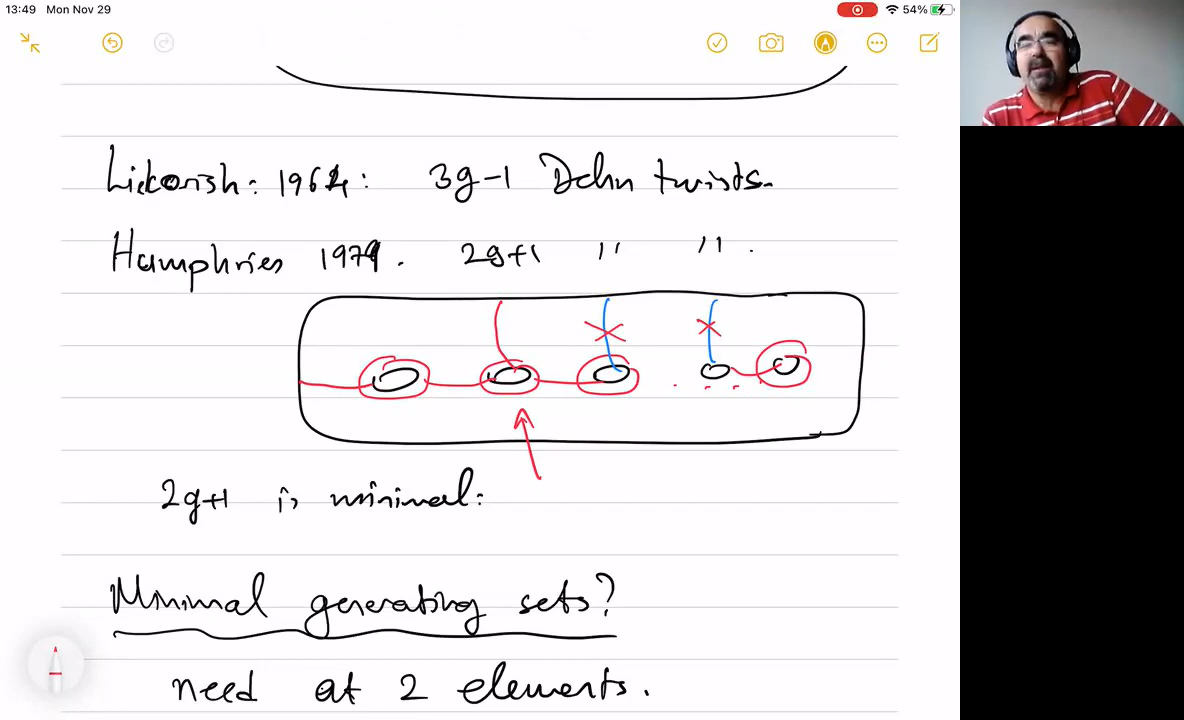 13:49 Mon Nov 29 54%
Lickorish: 1964: 3g-1 Dehn twists.
Humphries 1979. 2g+1 " " .
2g+1 is minimal:
Minimal generating sets?
need at 2 elements.